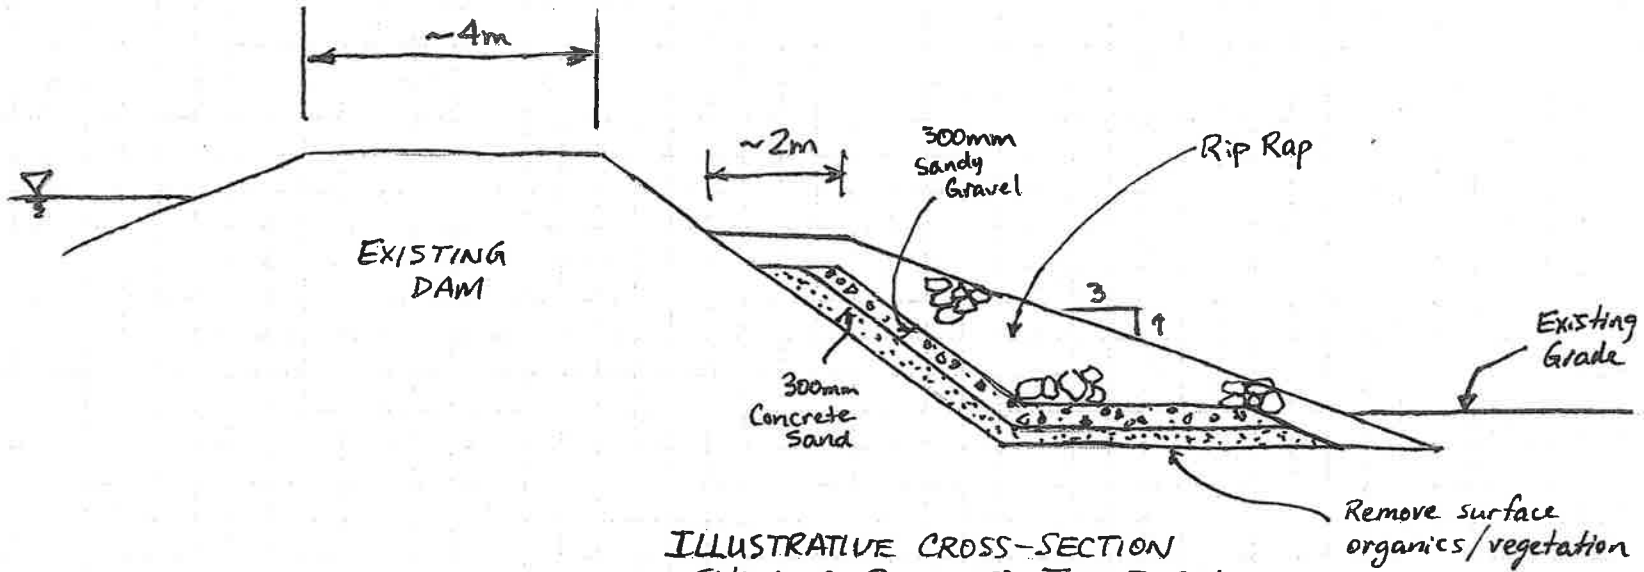 ~4m
~2m
300mm
Sandy
Gravel
Rip Rap
EXISTING
DAM
3
1
Existing
Grade
300mm
Concrete
Sand
Remove surface
organics/vegetation
ILLUSTRATIVE CROSS-SECTION